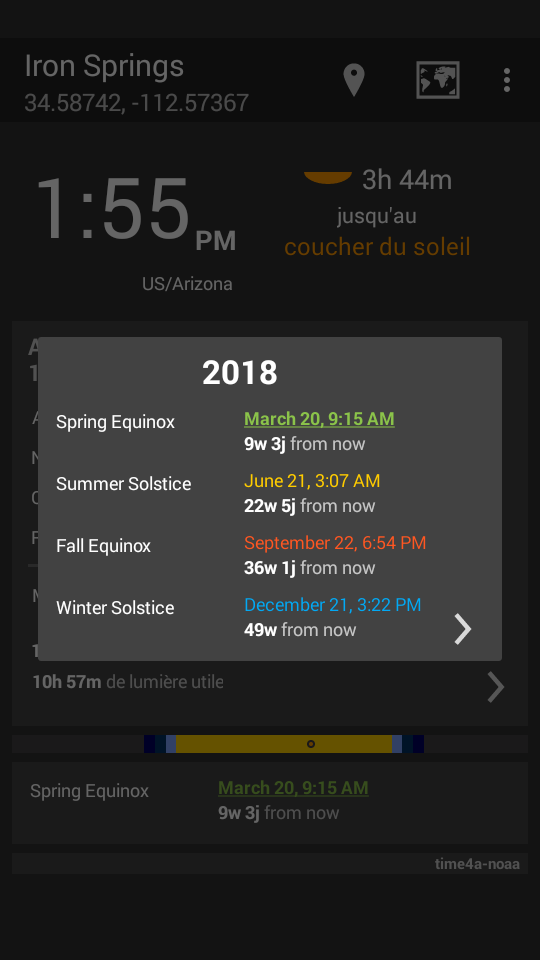 Iron Springs
34.58742, -112.57367
1:55 PM
US/Arizona
3h 44m
jusqu'au
coucher du soleil
2018
Spring Equinox
March 20, 9:15 AM
9w 3j from now
Summer Solstice
June 21, 3:07 AM
22w 5j from now
Fall Equinox
September 22, 6:54 PM
36w 1j from now
Winter Solstice
December 21, 3:22 PM
49w from now
10h 57m de lumière utile
Spring Equinox
March 20, 9:15 AM
9w 3j from now
time4a-noaa